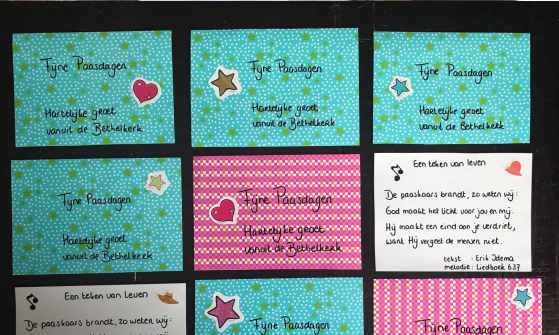 Fijne Paasdagen
Hartelijke groet
vanuit de Bethelkerk
Fijne Paasdagen
Hartelijke groet
vanuit de Bethelkerk
Fijne Paasdagen
Hartelijke groet
vanuit de Bethelkerk
Fijne Paasdagen
Hartelijke groet
vanuit de Bethelkerk
Fijne Paasdagen
Hartelijke groet
vanuit de Bethelkerk
Een teken van leven
De paaskaars brandt, zo weten wij:
God maakt het licht voor jou en mij.
Hij maakt een eind aan je verdriet,
want Hij vergeet de mensen niet.
tekst : Erik Idema
melodie: Liedboek 637
Een teken van leven
De paaskaars brandt, zo weten wij:
Fijne Paasdagen
Fijne Paasdagen